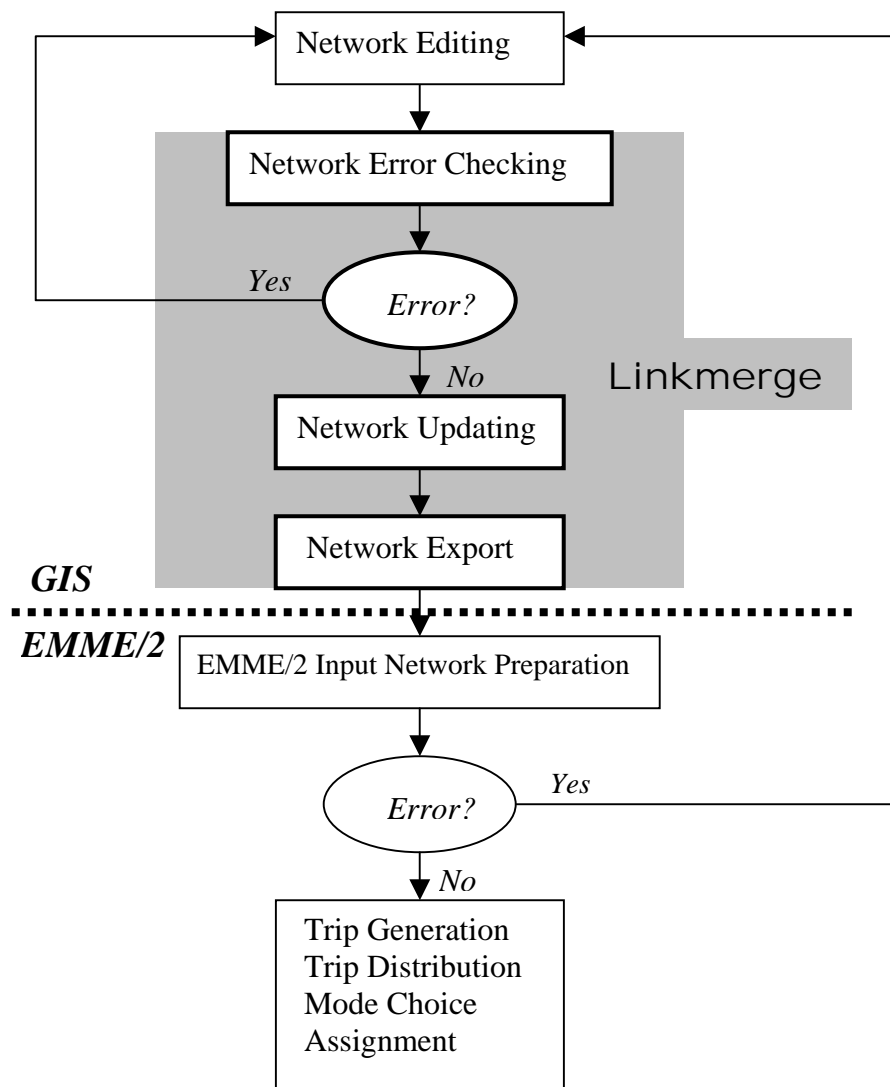 Network Editing
Network Error Checking
Yes
Error?
No
Linkmerge
Network Updating
Network Export
GIS
EMME/2
EMME/2 Input Network Preparation
Error?
Yes
No
Trip Generation
Trip Distribution
Mode Choice
Assignment